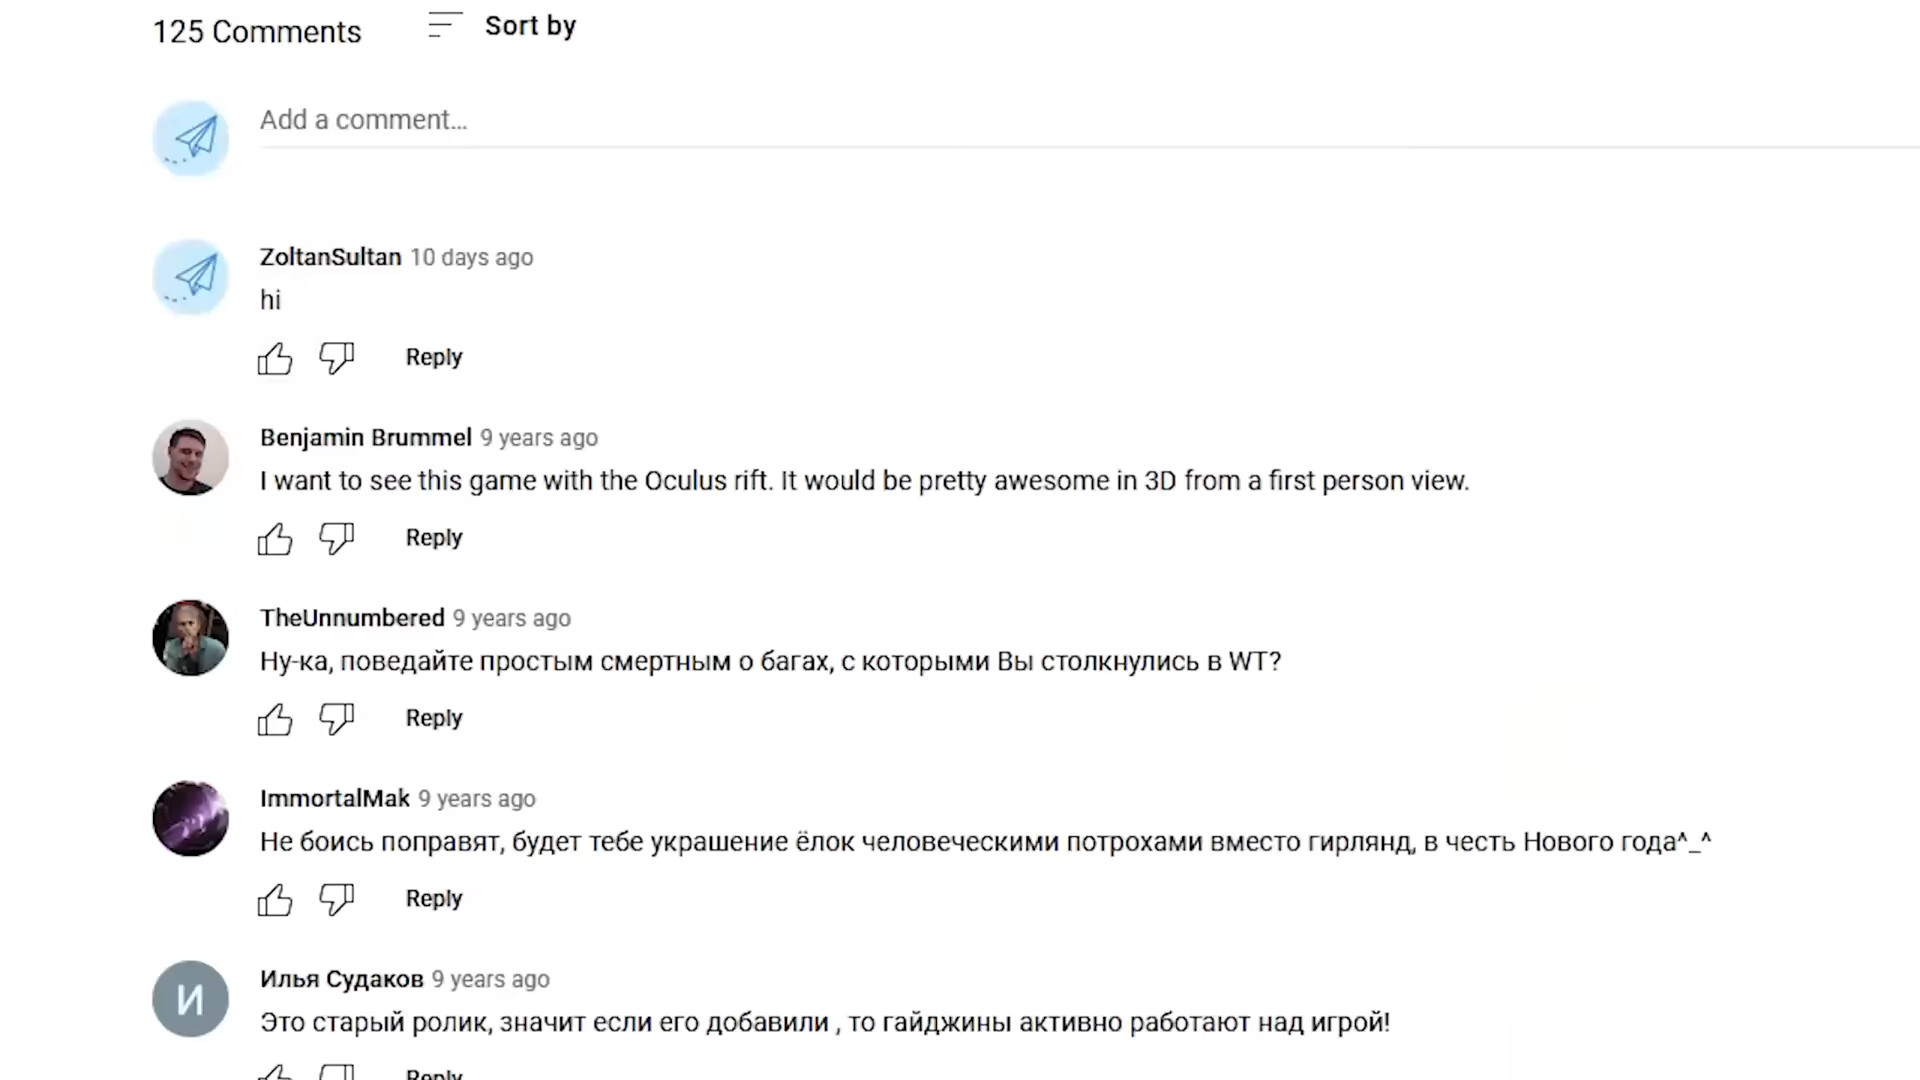 125 Comments
Sort by
Add a comment...
ZoltanSultan 10 days ago
hi
Reply
Benjamin Brummel 9 years ago
I want to see this game with the Oculus rift. It would be pretty awesome in 3D from a first person view.
Reply
TheUnnumbered 9 years ago
Ну-ка, поведайте простым смертным о багах, с которыми Вы столкнулись в WT?
Reply
ImmortalMak 9 years ago
Не боись поправят, будет тебе украшение ёлок человеческими потрохами вместо гирлянд, в честь Нового года^_^
Reply
И
Илья Судаков 9 years ago
Это старый ролик, значит если его добавили , то гайджины активно работают над игрой!
Reply